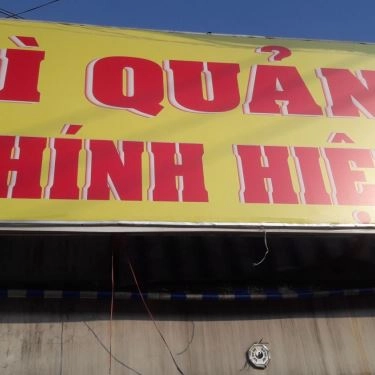 Ì QUẢN
HÍNH HIỆ